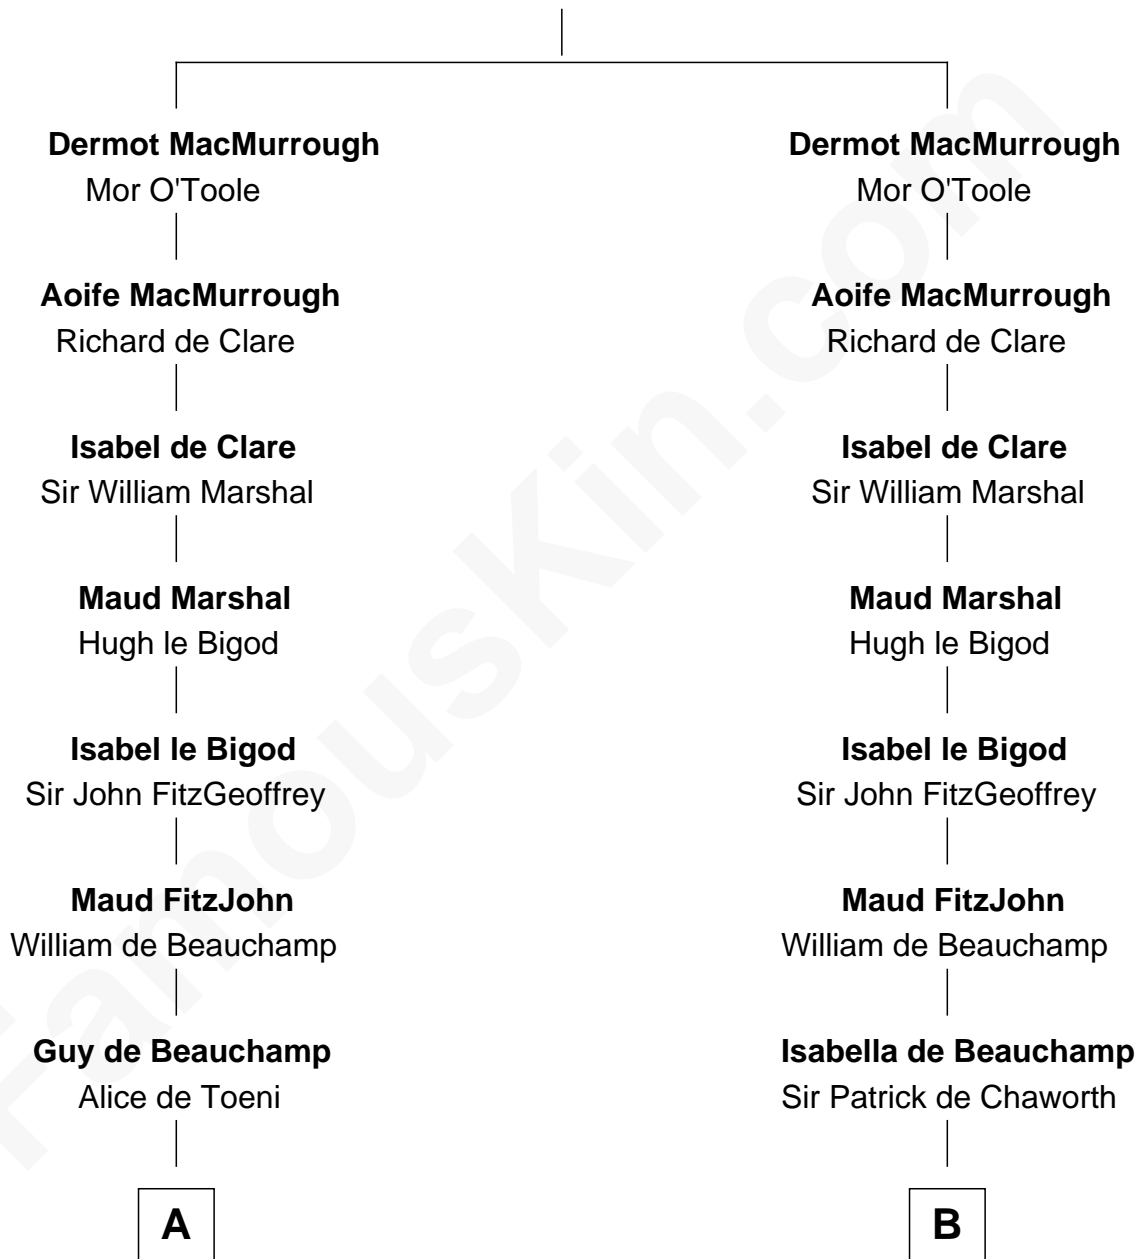 Dermot MacMurrough
Mor O'Toole
Aoife MacMurrough
Richard de Clare
Isabel de Clare
Sir William Marshal
Maud Marshal
Hugh le Bigod
Isabel le Bigod
Sir John FitzGeoffrey
Maud FitzJohn
William de Beauchamp
Guy de Beauchamp
Alice de Toeni
A
Dermot MacMurrough
Mor O'Toole
Aoife MacMurrough
Richard de Clare
Isabel de Clare
Sir William Marshal
Maud Marshal
Hugh le Bigod
Isabel le Bigod
Sir John FitzGeoffrey
Maud FitzJohn
William de Beauchamp
Isabella de Beauchamp
Sir Patrick de Chaworth
B
FamousKin.com